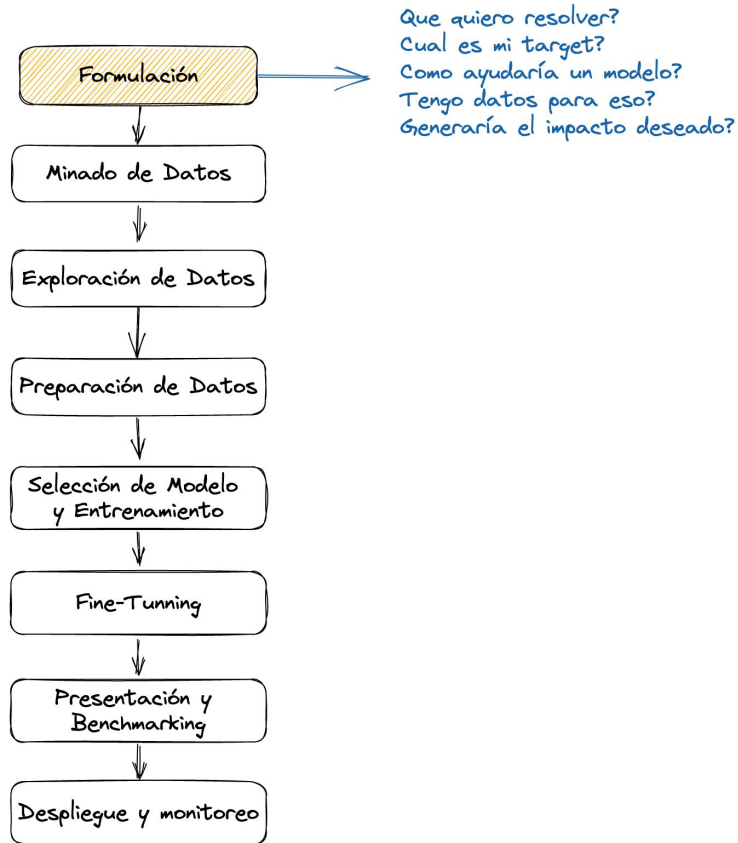 Formulación
Que quiero resolver?
Cual es mi target?
Como ayudaría un modelo?
Tengo datos para eso?
Generaría el impacto deseado?
Minado de Datos
Exploración de Datos
Preparación de Datos
Selección de Modelo
y Entrenamiento
Fine-Tunning
Presentación y
Benchmarking
Despliegue y monitoreo